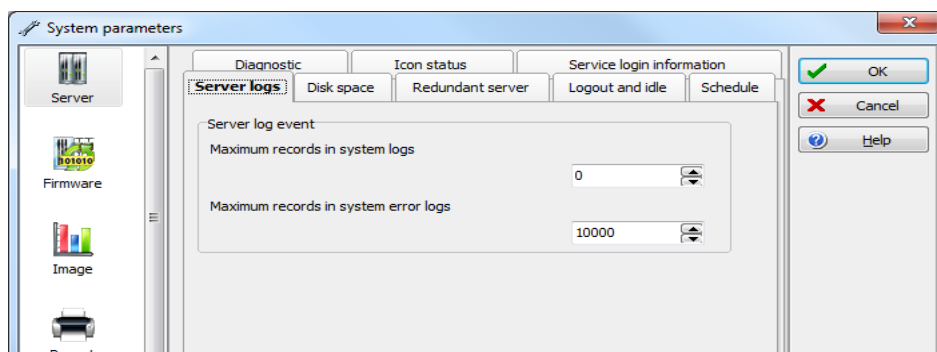 System parameters
Server
Firmware
Image
Diagnostic
Icon status
Service login information
Server logs
Disk space
Redundant server
Logout and idle
Schedule
Server log event
Maximum records in system logs
0
Maximum records in system error logs
10000
OK
Cancel
Help